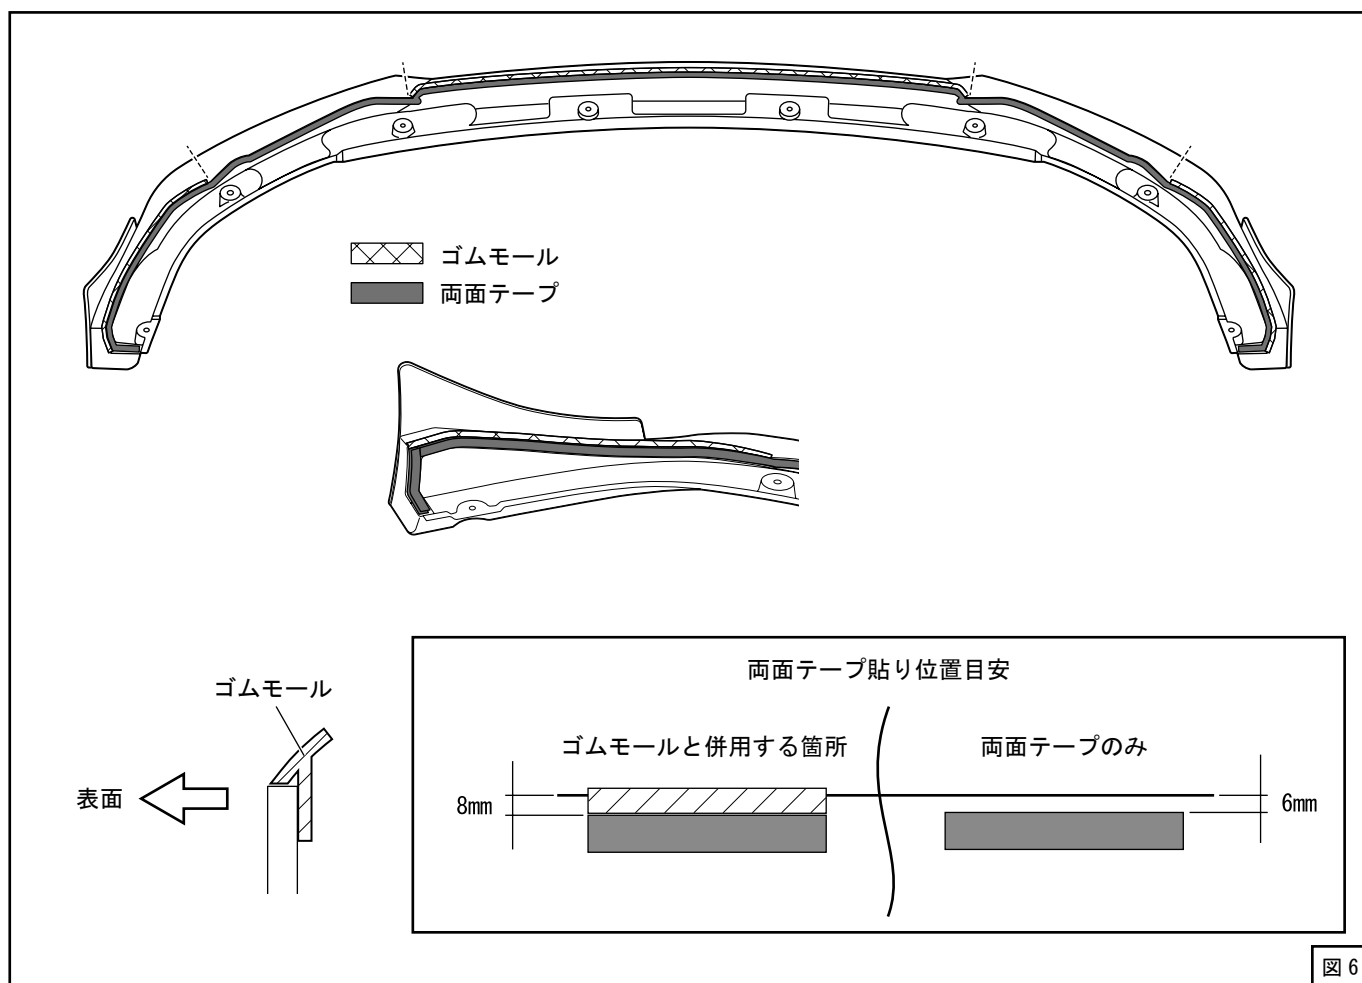 ゴムモール
両面テープ
ゴムモール
表面
両面テープ貼り位置目安
ゴムモールと併用する箇所
両面テープのみ
8mm
6mm
図 6